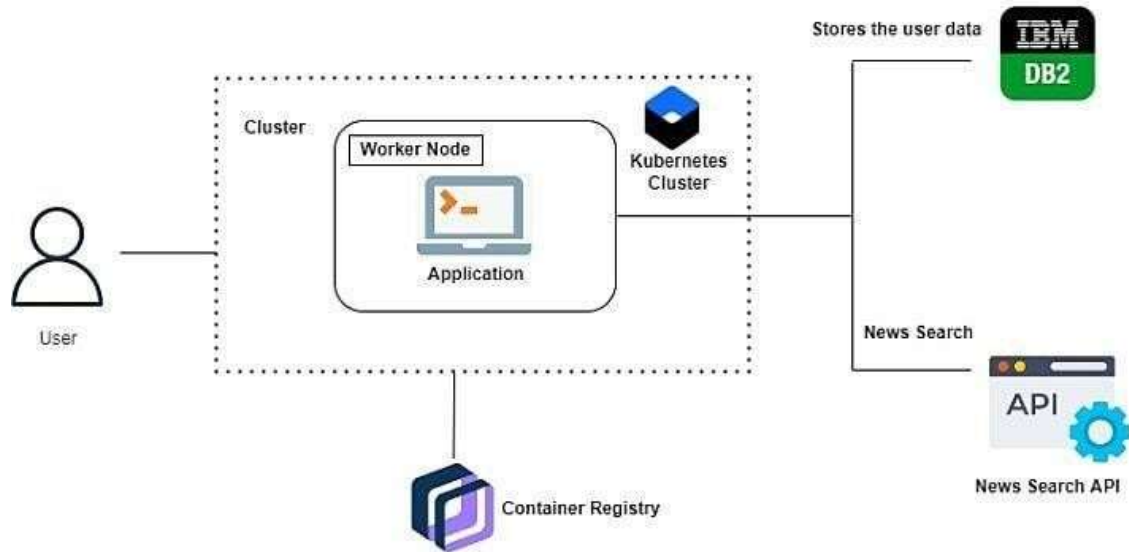 Stores the user data
IBM
DB2
Cluster
Worker Node
Kubernetes
Cluster
Application
User
News Search
API
News Search API
Container Registry